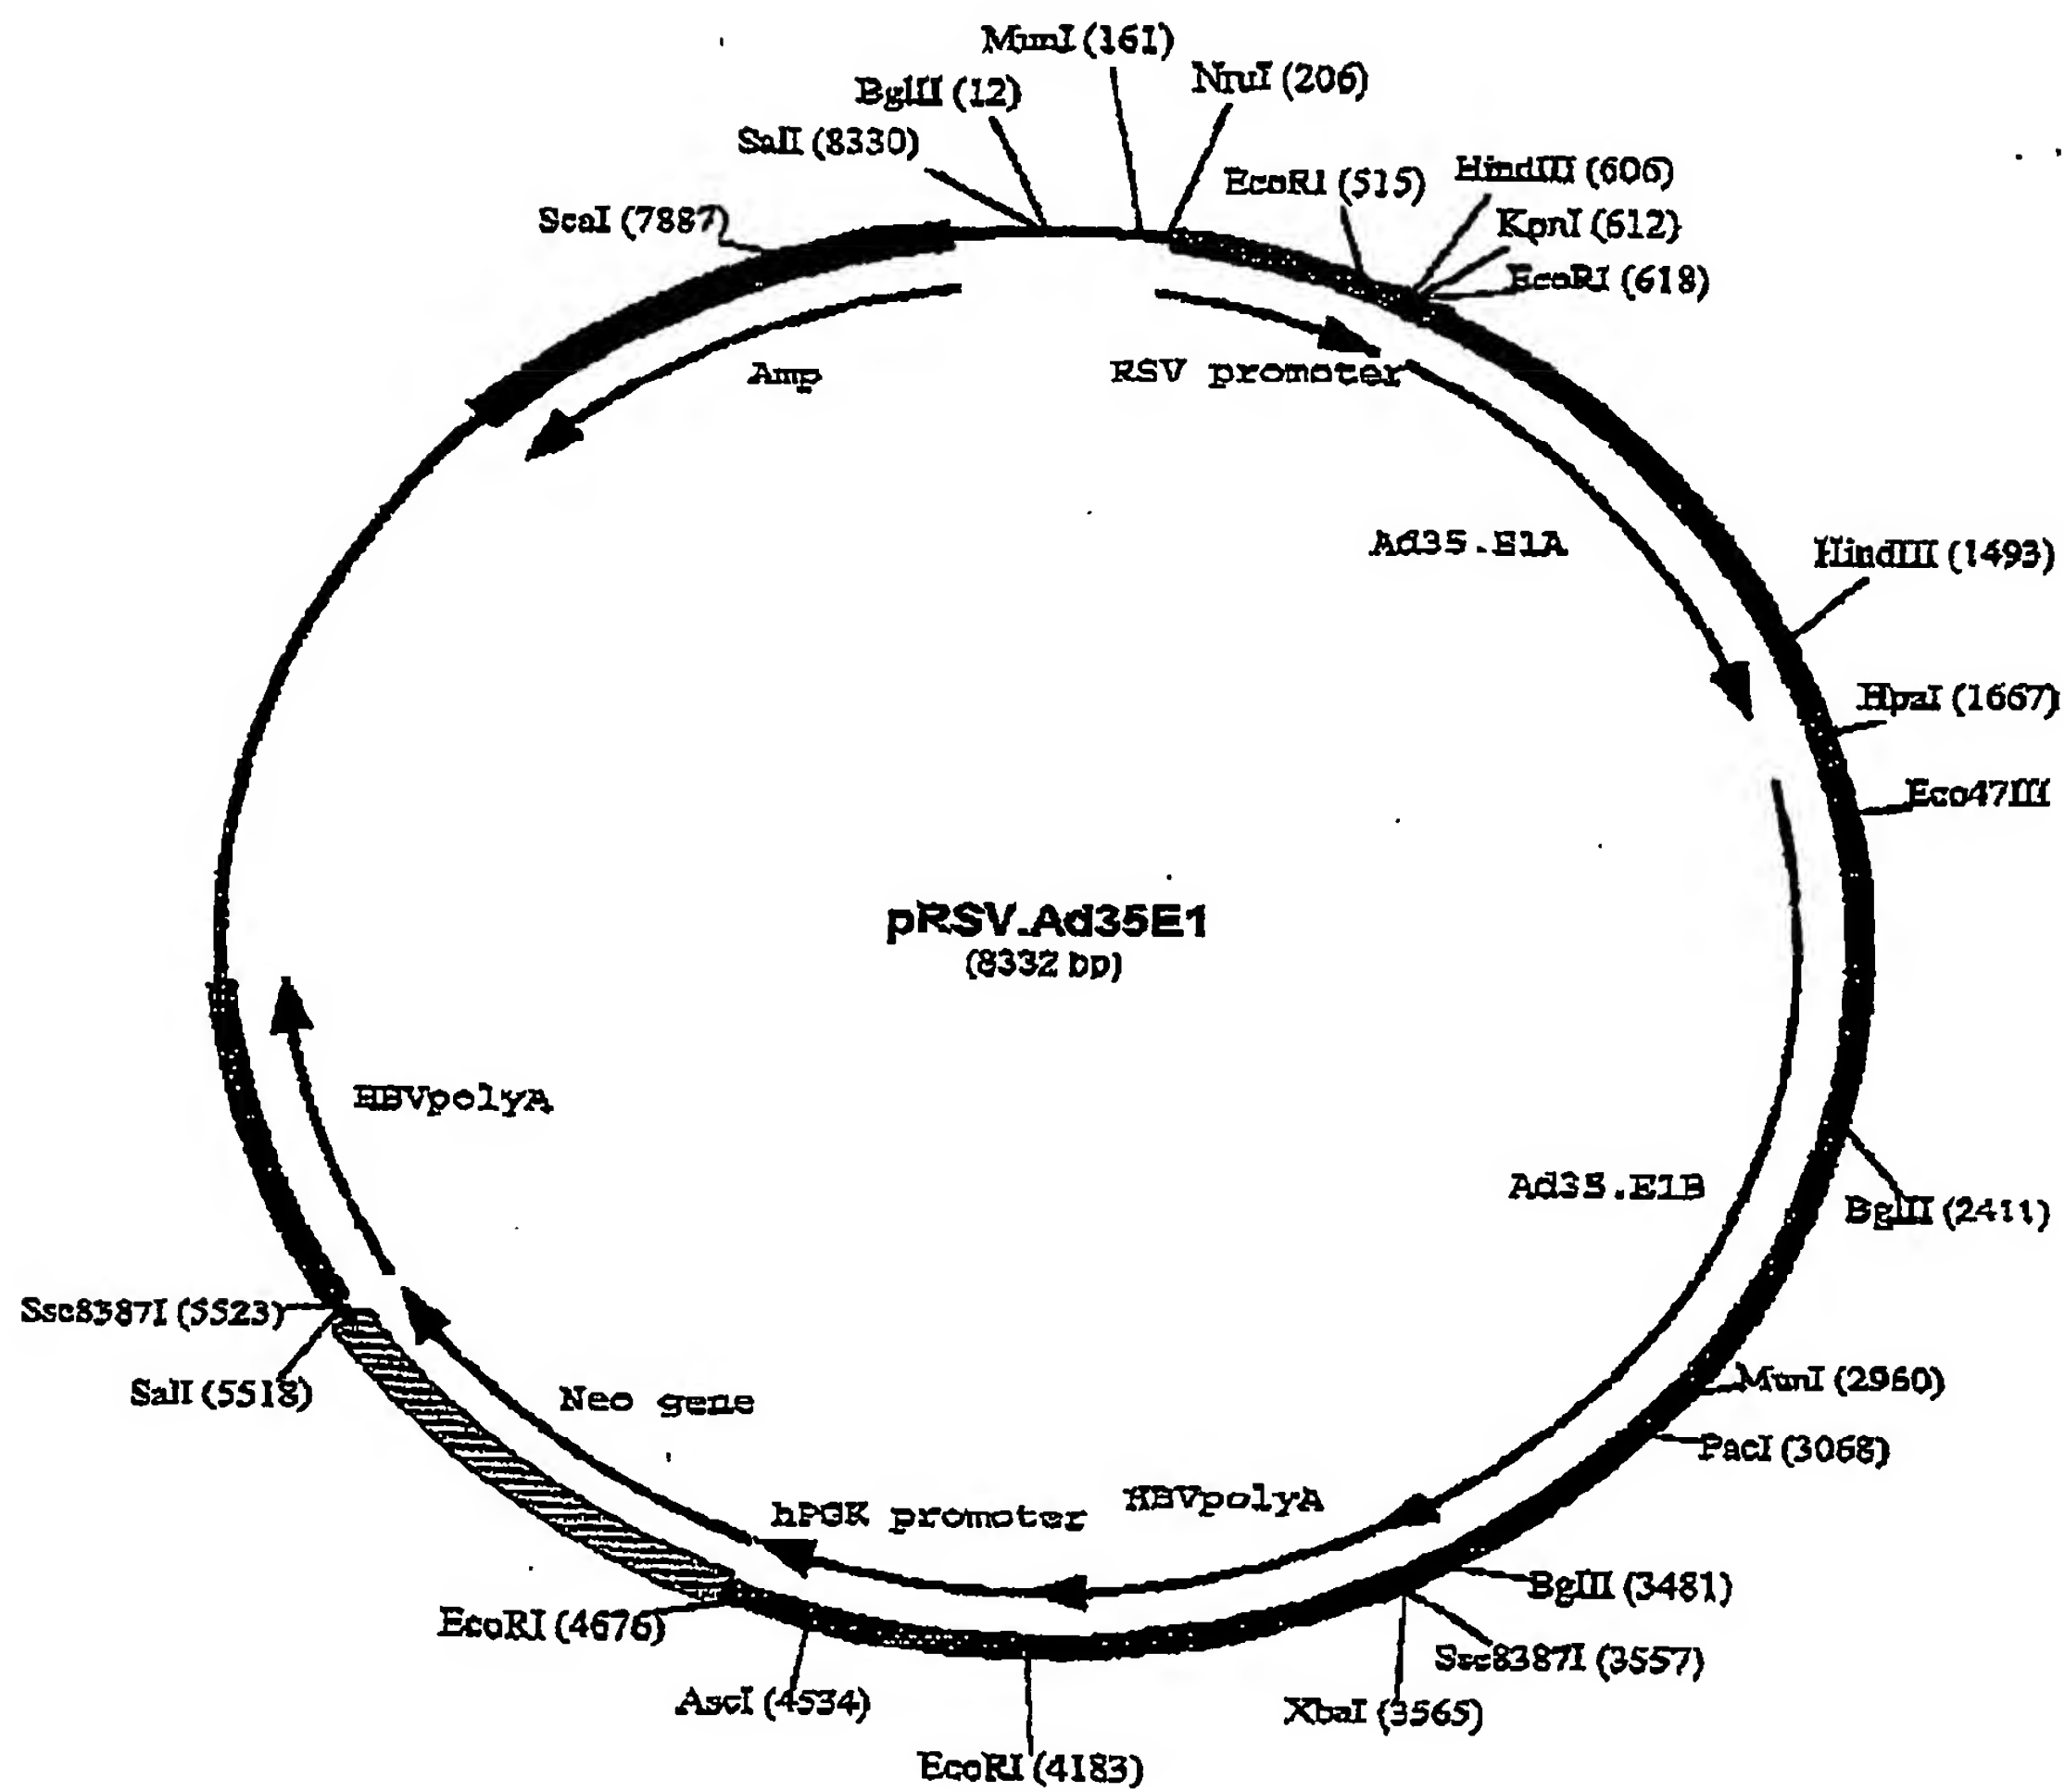 MunI (161)
BglII (12)
NruI (206)
SalI (8330)
EcoRI (515)
HindIII (606)
ScaI (7887)
KpnI (612)
EcoRI (618)
Amp
RSV promoter
Ad35.E1A
HindIII (1493)
HpaI (1667)
Eco47III
pRSV.Ad35E1
(8332 bp)
HBVpolyA
Ad35.E1B
BglII (2411)
Sse8387I (5523)
SalI (5518)
MunI (2960)
Neo gene
PacI (3068)
hPGK promoter
HBVpolyA
BglII (3481)
EcoRI (4676)
Sse8387I (3557)
AscI (4534)
XbaI (3565)
EcoRI (4183)